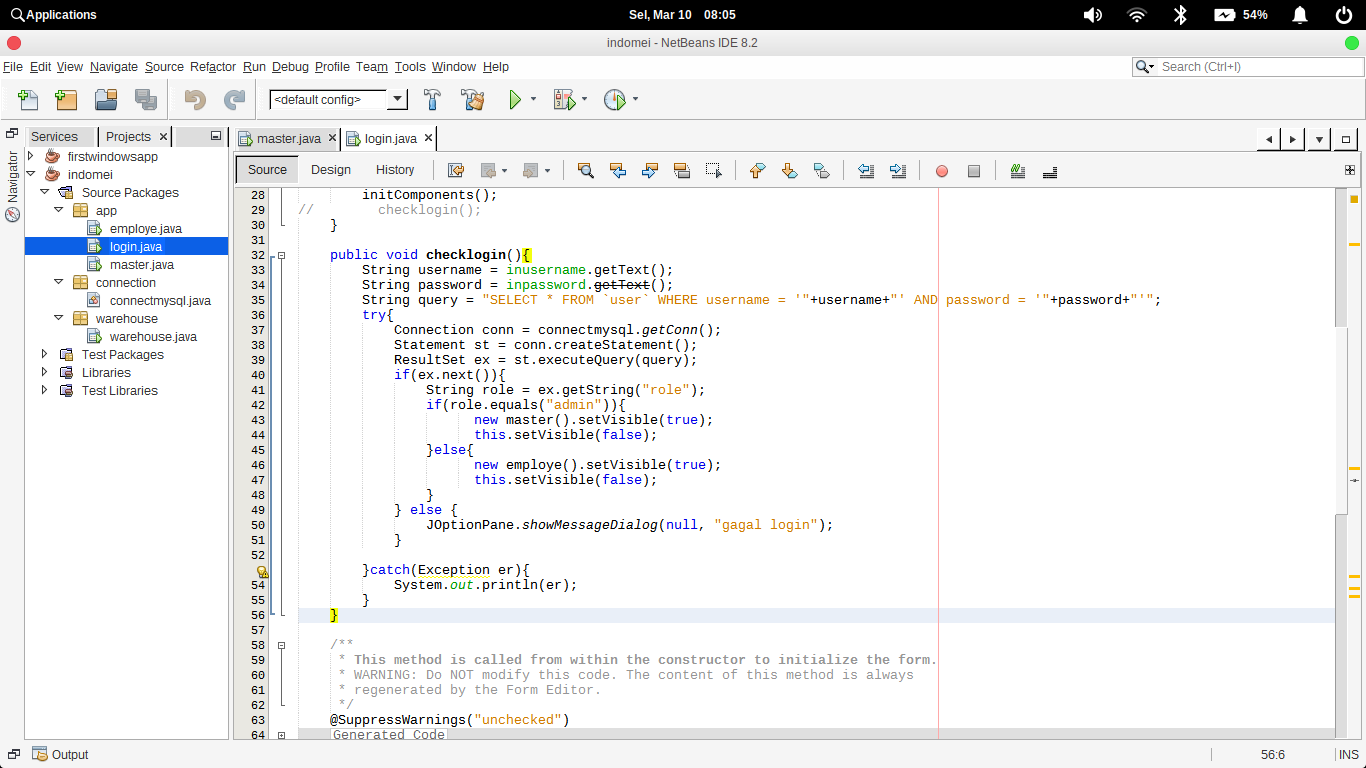 Applications
Sel, Mar 10 08:05
54%
indomei - NetBeans IDE 8.2
File Edit View Navigate Source Refactor Run Debug Profile Team Tools Window Help
Search (Ctrl+I)
<default config>
Navigator
Services
Projects
firstwindowsapp
indomei
Source Packages
app
employe.java
login.java
master.java
connection
connectmysql.java
warehouse
warehouse.java
Test Packages
Libraries
Test Libraries
master.java
login.java
Source Design History
28 initComponents();
29 // checklogin();
30 }
31
32 public void checklogin(){
33 String username = inusername.getText();
34 String password = inpassword.getText();
35 String query = "SELECT * FROM `user` WHERE username = '"+username+"' AND password = '"+password+"'";
36 try{
37 Connection conn = connectmysql.getConn();
38 Statement st = conn.createStatement();
39 ResultSet ex = st.executeQuery(query);
40 if(ex.next()){
41 String role = ex.getString("role");
42 if(role.equals("admin")){
43 new master().setVisible(true);
44 this.setVisible(false);
45 }else{
46 new employe().setVisible(true);
47 this.setVisible(false);
48 }
49 } else {
50 JOptionPane.showMessageDialog(null, "gagal login");
51 }
52
}catch(Exception er){
54 System.out.println(er);
55 }
56 }
57
58 /**
59 * This method is called from within the constructor to initialize the form.
60 * WARNING: Do NOT modify this code. The content of this method is always
61 * regenerated by the Form Editor.
62 */
63 @SuppressWarnings("unchecked")
64 Generated Code
Output
56:6
INS